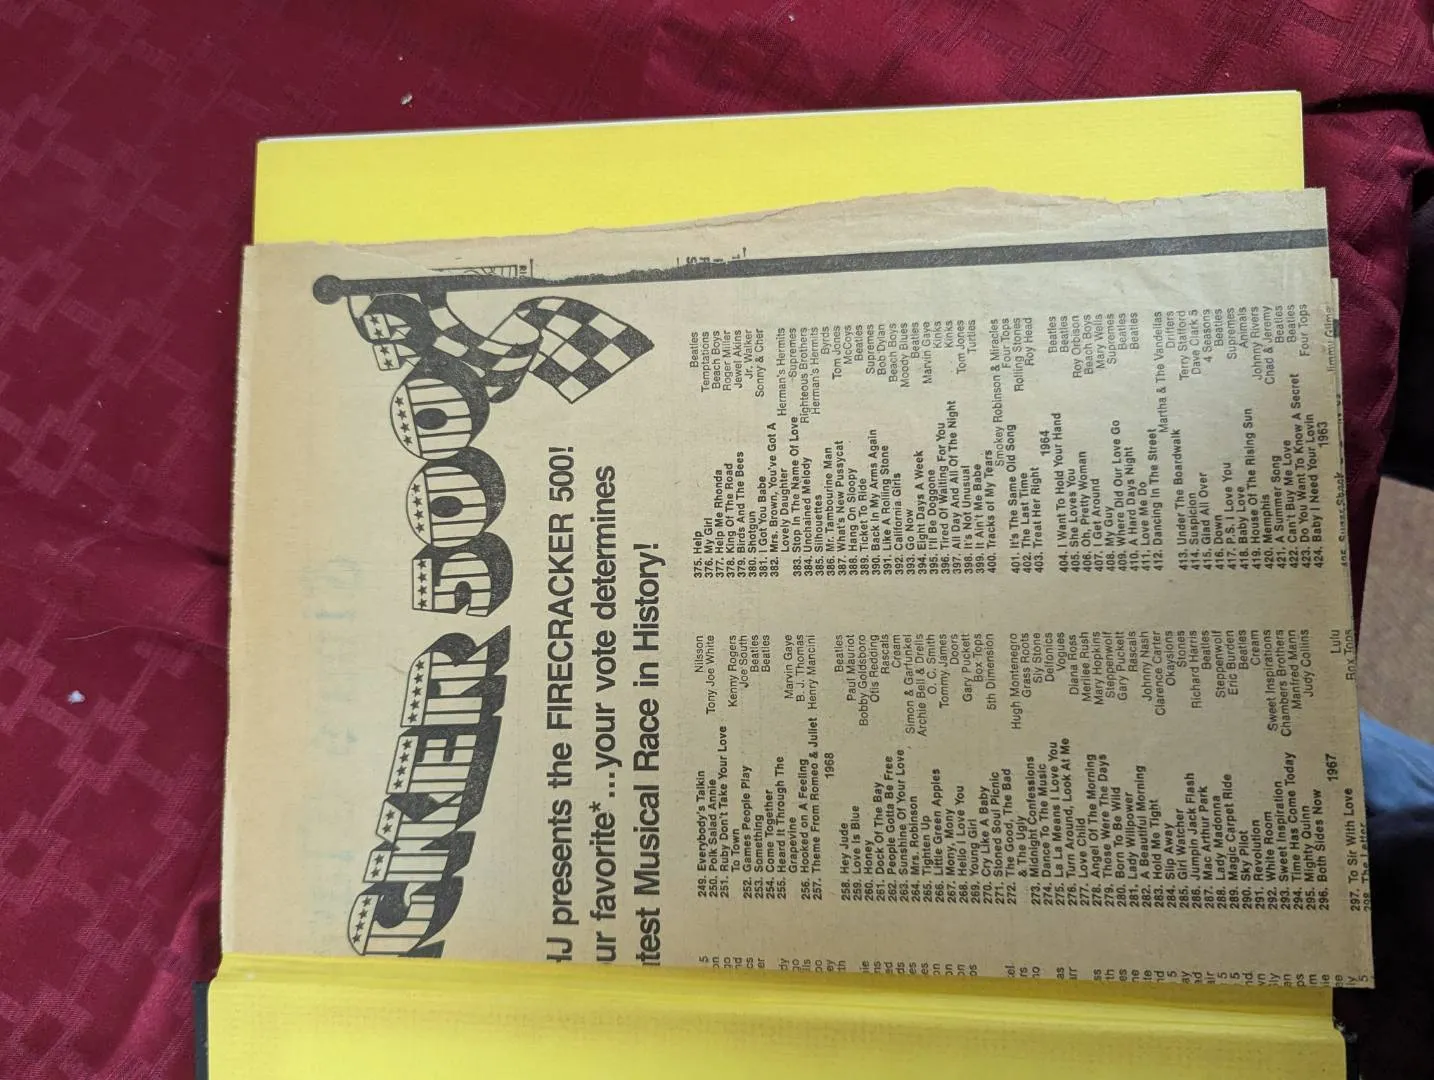 CKER 500
HJ presents the FIRECRACKER 500!
ur favorite*...your vote determines
test Musical Race in History!
249. Everybody's Talkin Nilsson
250. Polk Salad Annie Tony Joe White
251. Ruby Don't Take Your Love
To Town Kenny Rogers
252. Games People Play Joe South
253. Something Beatles
254. Come Together Beatles
255. Heard It Through The
Grapevine Marvin Gaye
256. Hooked On A Feeling B. J. Thomas
257. Theme From Romeo & Juliet Henry Mancini
1968
258. Hey Jude Beatles
259. Love Is Blue Paul Mauriot
260. Honey Bobby Goldsboro
261. Dock Of The Bay Otis Redding
262. People Gotta Be Free Rascals
263. Sunshine Of Your Love Cream
264. Mrs. Robinson Simon & Garfunkel
265. Tighten Up Archie Bell & Drells
266. Little Green Apples O. C. Smith
267. Mony, Mony Tommy James
268. Hello I Love You Doors
269. Young Girl Gary Puckett
270. Cry Like A Baby Box Tops
271. Stoned Soul Picnic 5th Dimension
272. The Good, The Bad
& The Ugly Hugh Montenegro
273. Midnight Confessions Grass Roots
274. Dance To The Music Sly Stone
275. La La Means I Love You Delfonics
276. Turn Around, Look At Me Vogues
277. Love Child Diana Ross
278. Angel Of The Morning Merilee Rush
279. Those Were The Days Mary Hopkins
280. Born To Be Wild Steppenwolf
281. Lady Willpower Gary Puckett
282. A Beautiful Morning Rascals
283. Hold Me Tight Johnny Nash
284. Slip Away Clarence Carter
285. Girl Watcher Okaysions
286. Jumpin Jack Flash Stones
287. Mac Arthur Park Richard Harris
288. Lady Madonna Beatles
289. Magic Carpet Ride Steppenwolf
290. Sky Pilot Eric Burden
291. Revolution Beatles
292. White Room Cream
293. Sweet Inspiration Sweet Inspirations
294. Time Has Come Today Chambers Brothers
295. Mighty Quinn Manfred Mann
296. Both Sides Now Judy Collins
1967
297. To Sir With Love Lulu
298. The Letter Box Tops
375. Help Beatles
376. My Girl Temptations
377. Help Me Rhonda Beach Boys
378. King Of The Road Roger Miller
379. Birds And The Bees Jewel Akins
380. Shotgun Jr. Walker
381. I Got You Babe Sonny & Cher
382. Mrs. Brown, You've Got A
Lovely Daughter Herman's Hermits
383. Stop In The Name Of Love Supremes
384. Unchained Melody Righteous Brothers
385. Silhouettes Herman's Hermits
386. Mr. Tambourine Man Byrds
387. What's New Pussycat Tom Jones
388. Hang On Sloopy McCoys
389. Ticket To Ride Beatles
390. Back In My Arms Again Supremes
391. Like A Rolling Stone Bob Dylan
392. California Girls Beach Boys
393. Go Now Moody Blues
394. Eight Days A Week Beatles
395. I'll Be Doggone Marvin Gaye
396. Tired Of Waiting For You Kinks
397. All Day And All Of The Night Kinks
398. It's Not Unusual Tom Jones
399. It Ain't Me Babe Turtles
400. Tracks of My Tears
Smokey Robinson & Miracles
401. It's The Same Old Song Four Tops
402. The Last Time Rolling Stones
403. Treat Her Right Roy Head
1964
404. I Want To Hold Your Hand Beatles
405. She Loves You Beatles
406. Oh, Pretty Woman Roy Orbison
407. I Get Around Beach Boys
408. My Guy Mary Wells
409. Where Did Our Love Go Supremes
410. A Hard Days Night Beatles
411. Love Me Do Beatles
412. Dancing In The Street
Martha & The Vandellas
413. Under The Boardwalk Drifters
414. Suspicion Terry Stafford
415. Glad All Over Dave Clark 5
416. Dawn 4 Seasons
417. P.S. I Love You Beatles
418. Baby Love Supremes
419. House Of The Rising Sun Animals
420. Memphis Johnny Rivers
421. A Summer Song Chad & Jeremy
422. Can't Buy Me Love Beatles
423. Do You Want To Know A Secret Beatles
424. Baby I Need Your Lovin Four Tops
1963